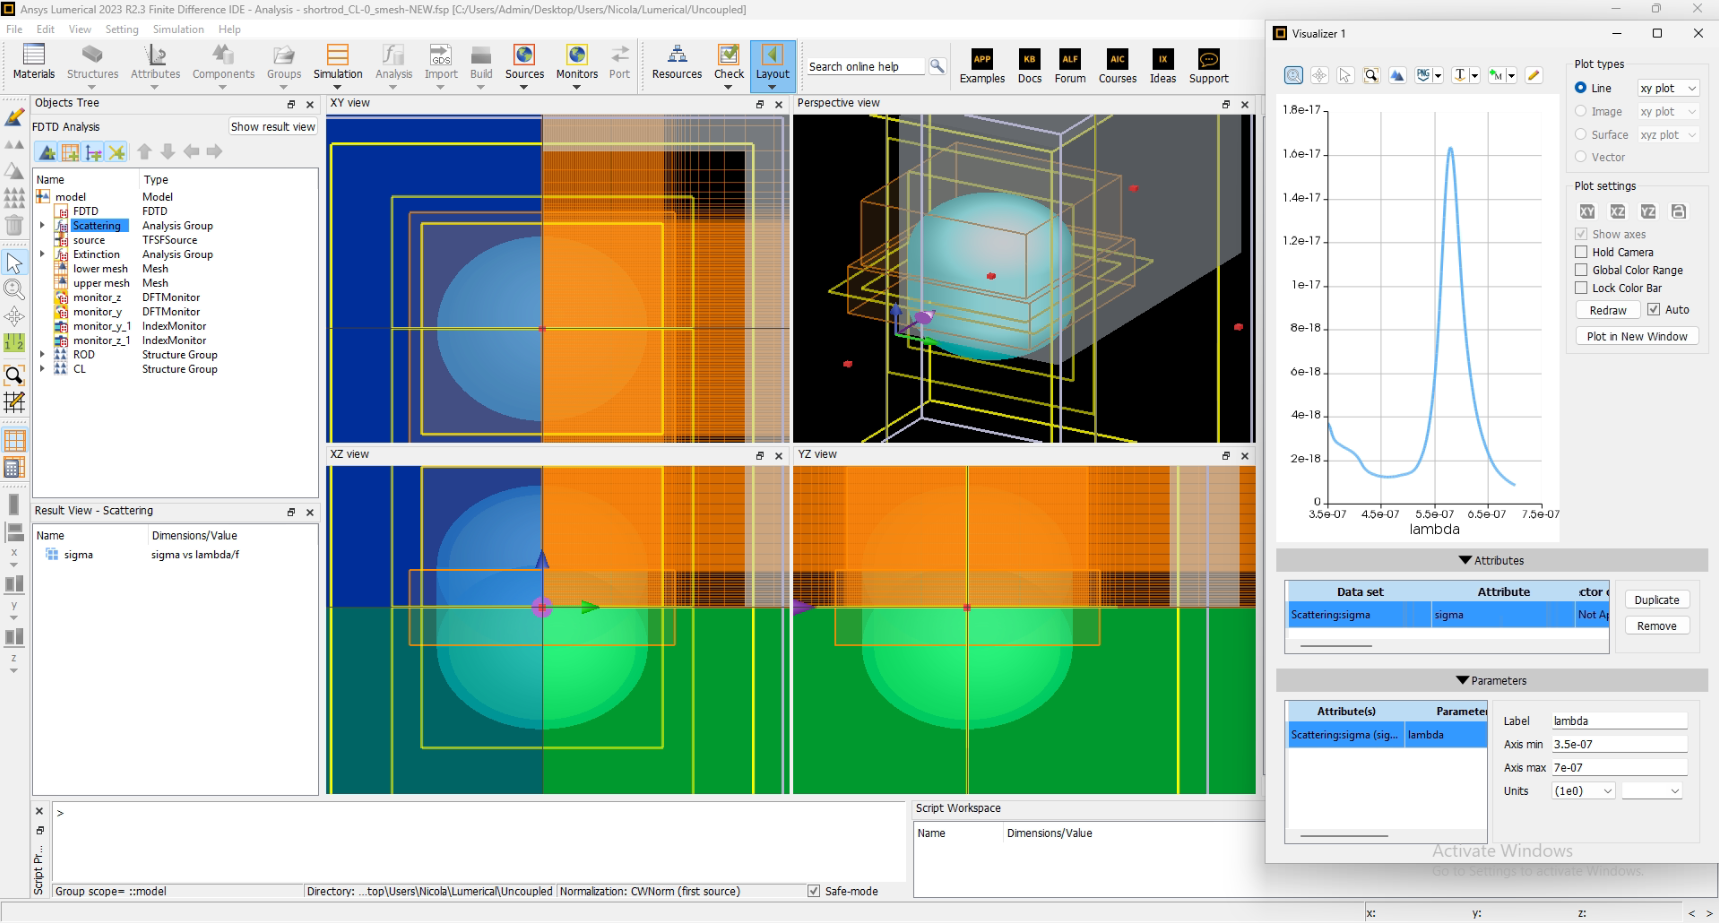 Ansys Lumerical 2023 R2.3 Finite Difference IDE - Analysis - shortrod_CL-0_smesh-NEW.fsp [C:/Users/Admin/Desktop/Users/Nicola/Lumerical/Uncoupled]
File Edit View Setting Simulation Help
Materials Structures Attributes Components Groups Simulation Analysis Import Build Sources Monitors Port Resources Check Layout
GDS
Search online help
APP KB ALF AIC IX
Examples Docs Forum Courses Ideas Support
Objects Tree
FDTD Analysis
Show result view
Name Type
model Model
FDTD FDTD
Scattering Analysis Group
source TFSFSource
Extinction Analysis Group
lower mesh Mesh
upper mesh Mesh
monitor_z DFTMonitor
monitor_y DFTMonitor
monitor_y_1 IndexMonitor
monitor_z_1 IndexMonitor
ROD Structure Group
CL Structure Group
Result View - Scattering
Name Dimensions/Value
sigma sigma vs lambda/f
x
y
z
XY view
Perspective view
XZ view
YZ view
Script Pr...
>
Group scope= ::model
Directory: ...top\Users\Nicola\Lumerical\Uncoupled
Normalization: CWNorm (first source)
Safe-mode
Script Workspace
Name Dimensions/Value
Visualizer 1
PNG T M
1.8e-17
1.6e-17
1.4e-17
1.2e-17
1e-17
8e-18
6e-18
4e-18
2e-18
0
3.5e-07 4.5e-07 5.5e-07 6.5e-07 7.5e-07
lambda
Plot types
Line xy plot
Image xy plot
Surface xyz plot
Vector
Plot settings
XY XZ YZ
Show axes
Hold Camera
Global Color Range
Lock Color Bar
Redraw Auto
Plot in New Window
Attributes
Data set Attribute :ctor c
Scattering:sigma sigma Not Ap
Duplicate
Remove
Parameters
Attribute(s) Parameter
Scattering:sigma (sig... lambda
Label lambda
Axis min 3.5e-07
Axis max 7e-07
Units (1e0)
Activate Windows
Go to Settings to activate Windows.
x: y: z: < >